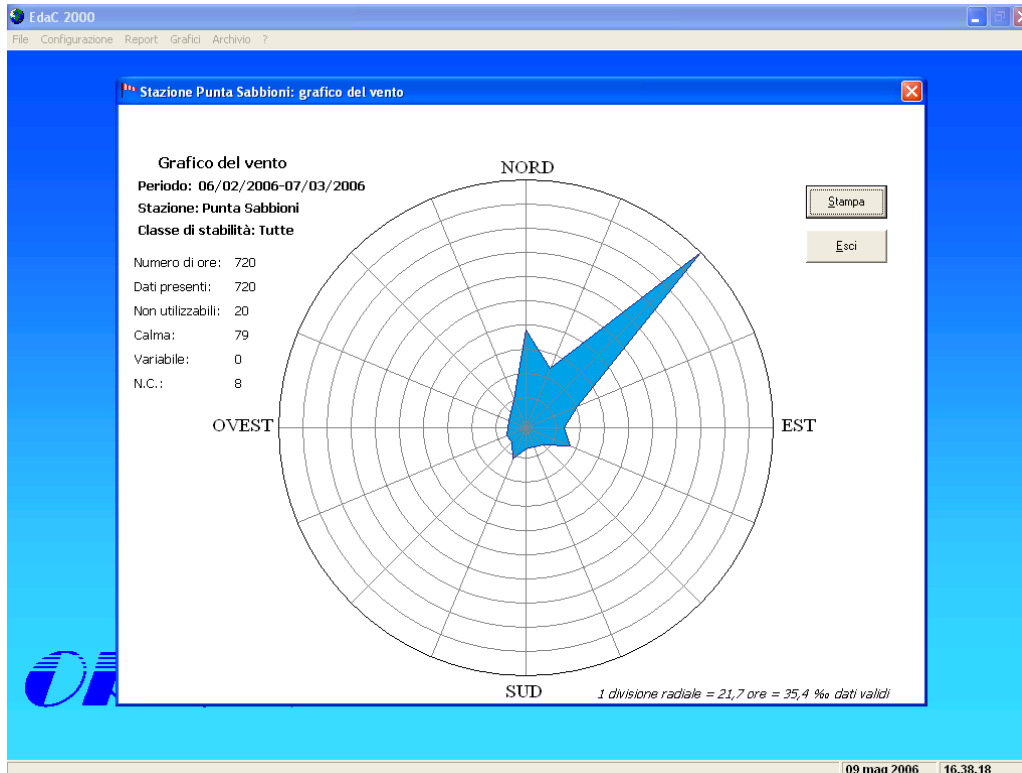 EdaC 2000
File Configurazione Report Grafici Archivio ?
Stazione Punta Sabbioni: grafico del vento
Grafico del vento
Periodo: 06/02/2006-07/03/2006
Stazione: Punta Sabbioni
Classe di stabilità: Tutte
Numero di ore: 720
Dati presenti: 720
Non utilizzabili: 20
Calma: 79
Variabile: 0
N.C.: 8
NORD
OVEST
EST
SUD
Stampa
Esci
1 divisione radiale = 21,7 ore = 35,4 ‰ dati validi
09 mag 2006 16.38.18